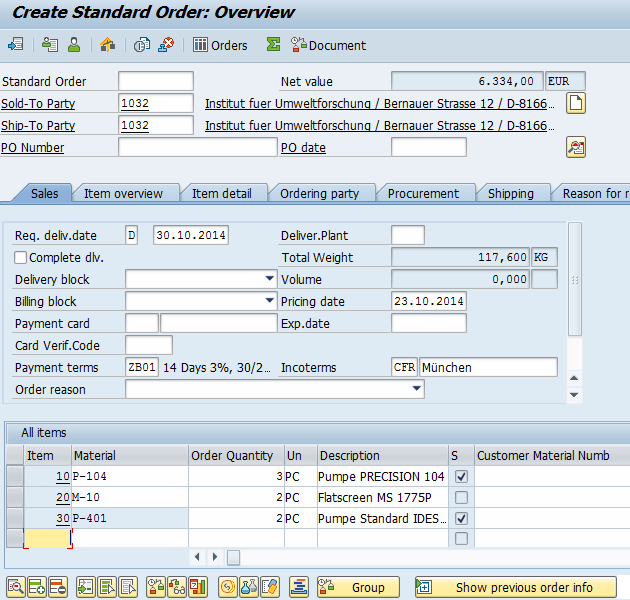 Create Standard Order: Overview
Orders Document
Standard Order Net value 6.334,00 EUR
Sold-To Party 1032 Institut fuer Umweltforschung / Bernauer Strasse 12 / D-8166...
Ship-To Party 1032 Institut fuer Umweltforschung / Bernauer Strasse 12 / D-8166...
PO Number PO date
Sales Item overview Item detail Ordering party Procurement Shipping Reason for r
Req. deliv.date D 30.10.2014 Deliver.Plant
Complete dlv. Total Weight 117,600 KG
Delivery block Volume 0,000
Billing block Pricing date 23.10.2014
Payment card Exp.date
Card Verif.Code
Payment terms ZB01 14 Days 3%, 30/2... Incoterms CFR München
Order reason
All items
Item Material Order Quantity Un Description S Customer Material Numb
10 P-104 3 PC Pumpe PRECISION 104
20 M-10 2 PC Flatscreen MS 1775P
30 P-401 2 PC Pumpe Standard IDES...
Group Show previous order info